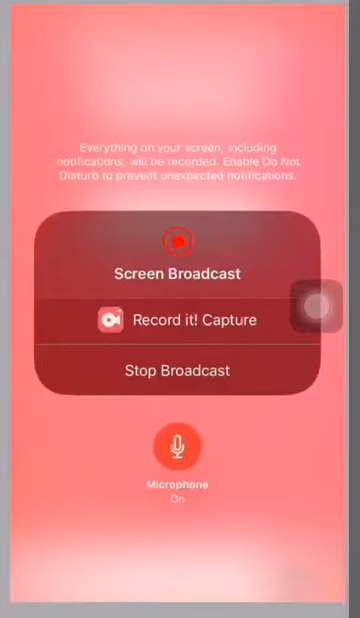 Everything on your screen, including
notifications, will be recorded. Enable Do Not
Disturb to prevent unexpected notifications.
Screen Broadcast
Record it! Capture
Stop Broadcast
Microphone
On